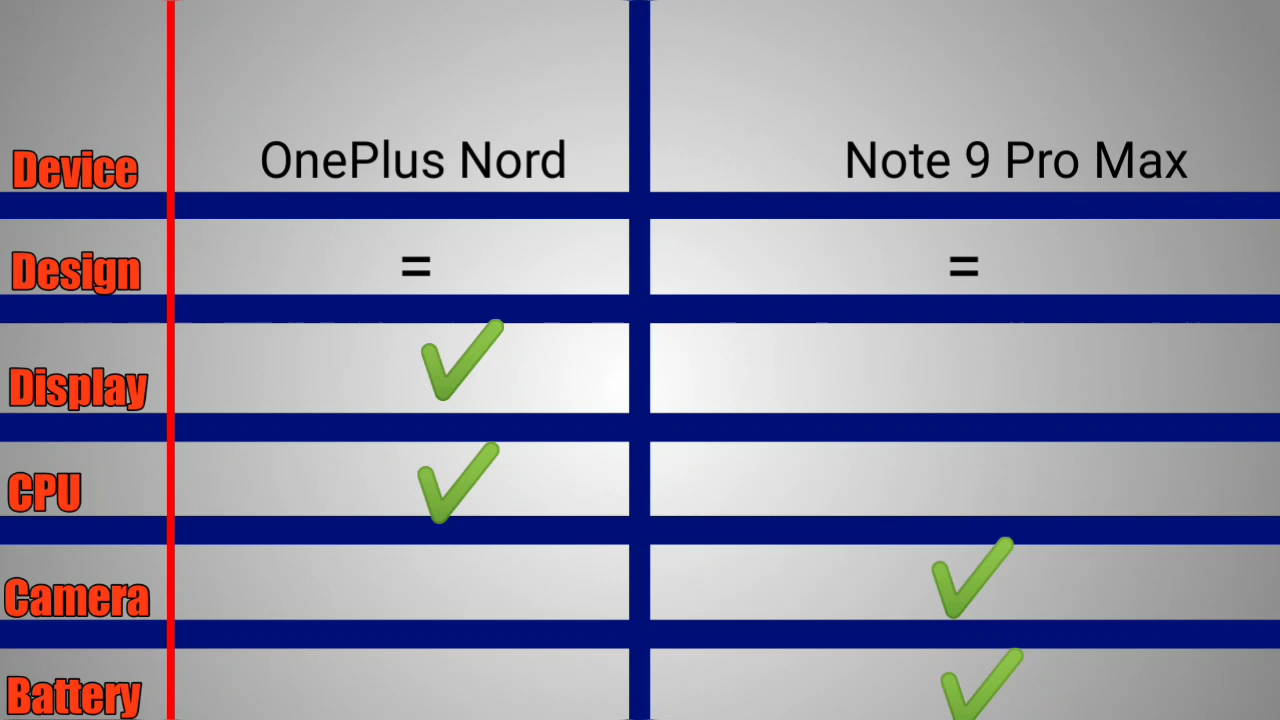 Device OnePlus Nord Note 9 Pro Max
Design = =
Display ✔
CPU ✔
Camera ✔
Battery ✔